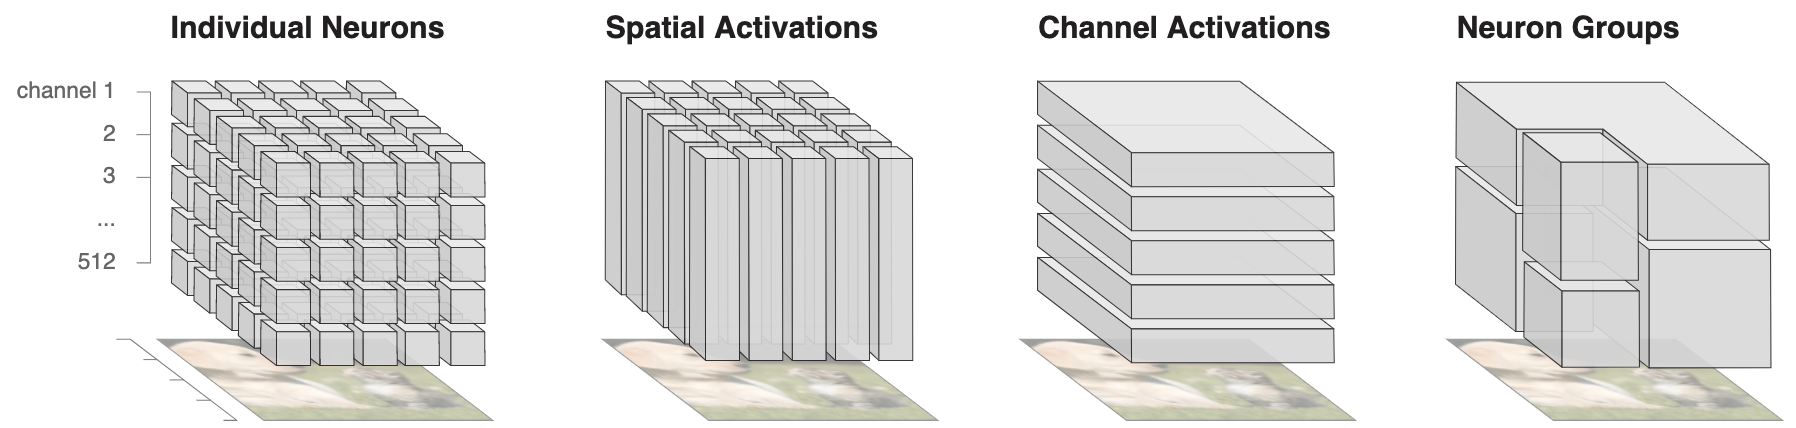 Individual Neurons
Spatial Activations
Channel Activations
Neuron Groups
channel 1
2
3
...
512